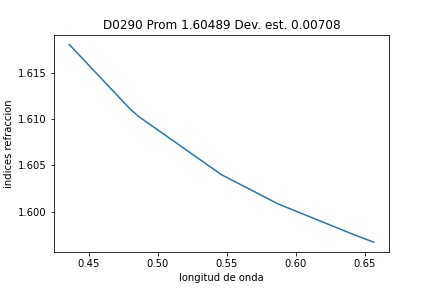 D0290 Prom 1.60489 Dev. est. 0.00708
indices refraccion
1.615
1.610
1.605
1.600
0.45 0.50 0.55 0.60 0.65
longitud de onda